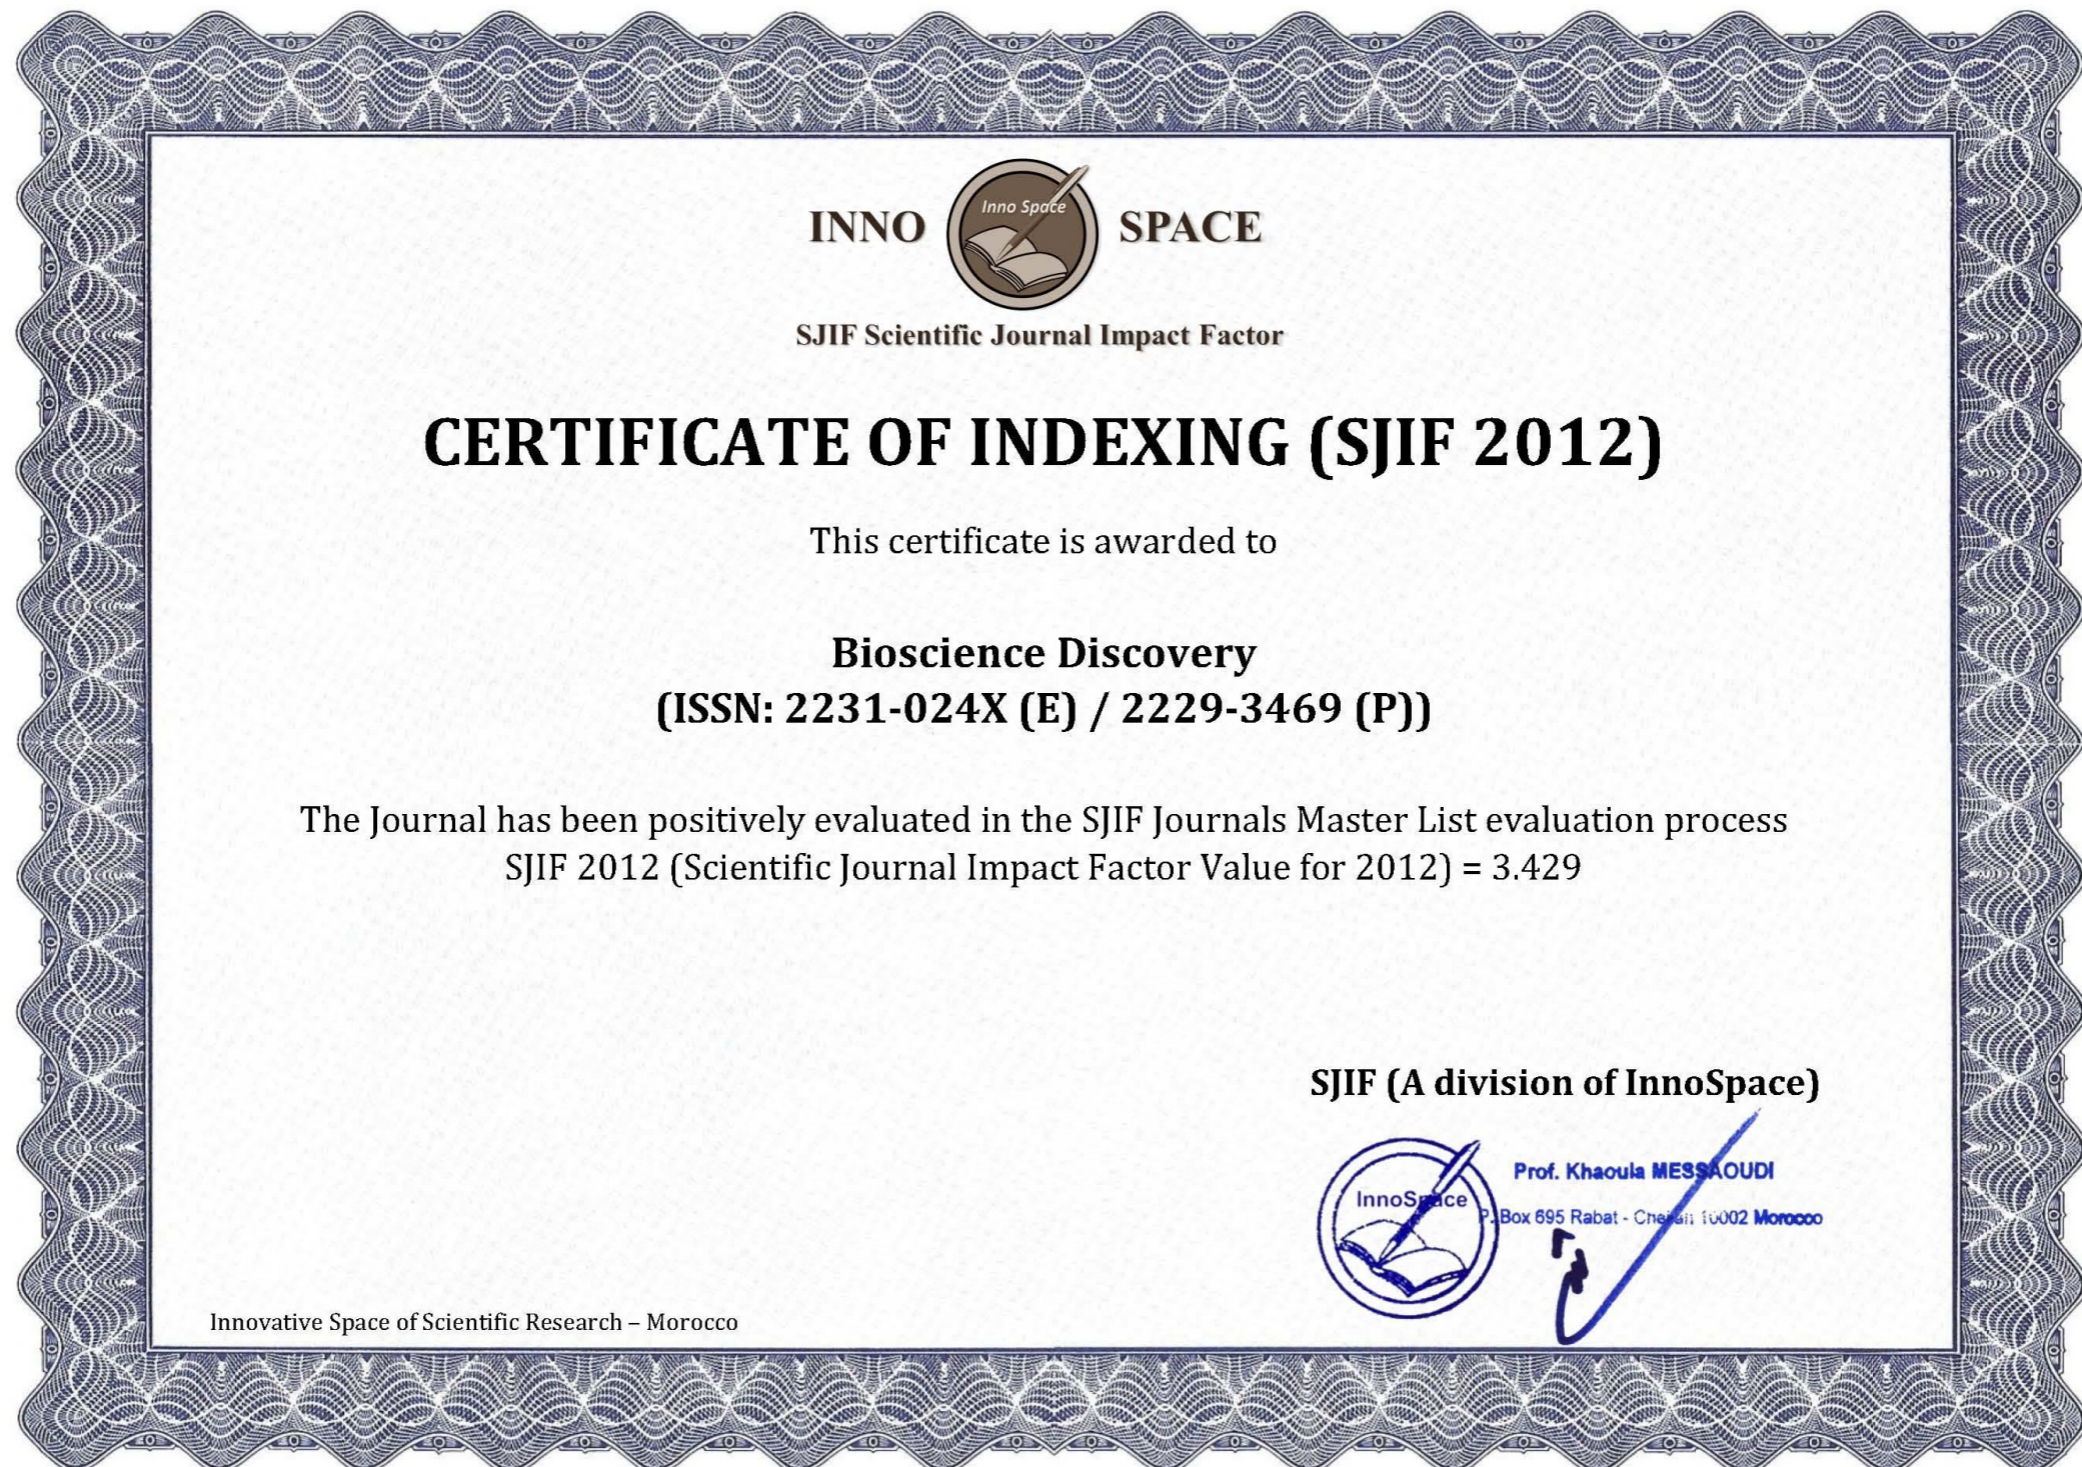 INNO SPACE
Inno Space
SJIF Scientific Journal Impact Factor
CERTIFICATE OF INDEXING (SJIF 2012)
This certificate is awarded to
Bioscience Discovery
(ISSN: 2231-024X (E) / 2229-3469 (P))
The Journal has been positively evaluated in the SJIF Journals Master List evaluation process
SJIF 2012 (Scientific Journal Impact Factor Value for 2012) = 3.429
SJIF (A division of InnoSpace)
InnoSpace
Prof. Khaoula MESSAOUDI
P. Box 695 Rabat - 10002 Morocco
Innovative Space of Scientific Research – Morocco